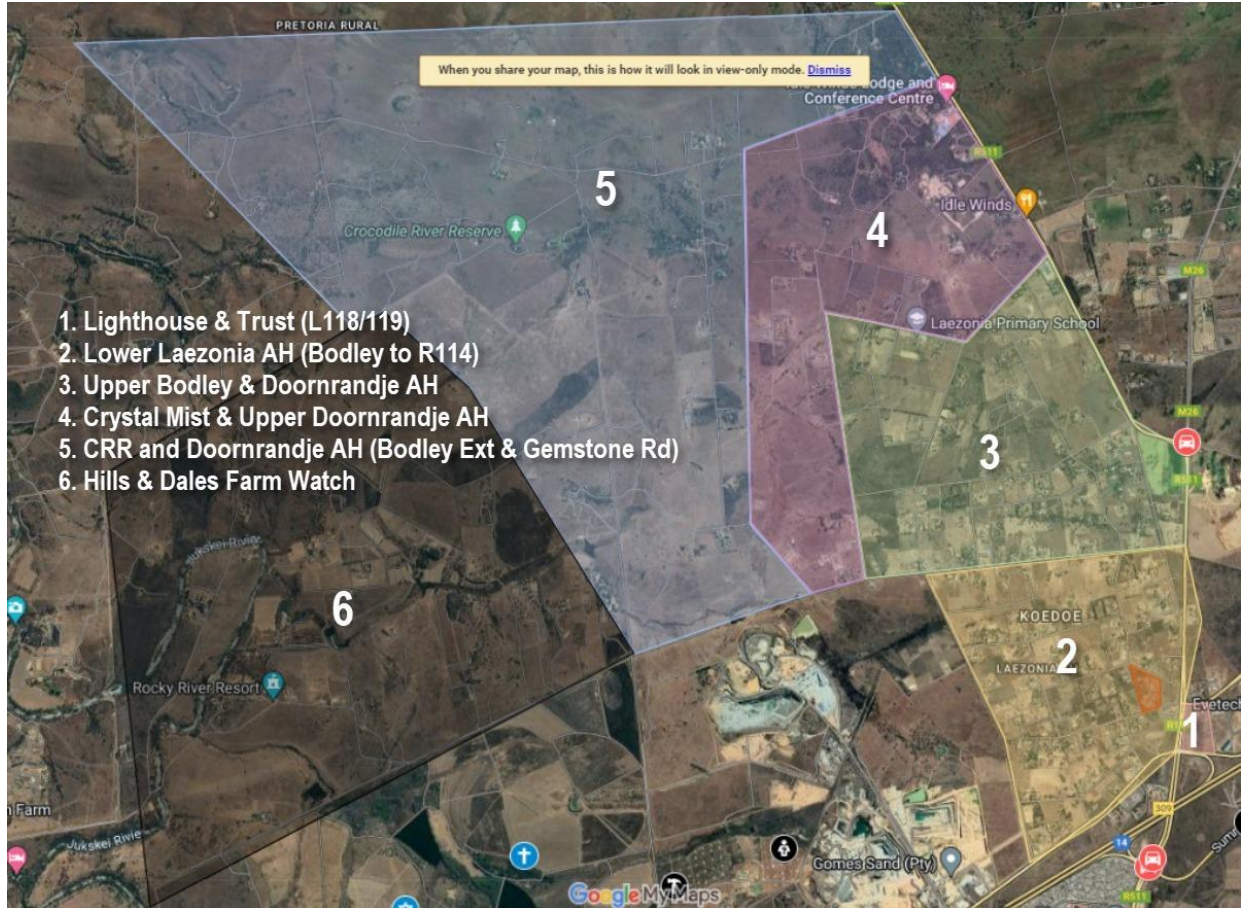 PRETORIA RURAL
When you share your map, this is how it will look in view-only mode. Dismiss
Idle Winds Lodge and
Conference Centre
R511
5
Idle Winds
4
Crocodile River Reserve
M26
1. Lighthouse & Trust (L118/119)
2. Lower Laezonia AH (Bodley to R114)
3. Upper Bodley & Doornrandje AH
4. Crystal Mist & Upper Doornrandje AH
5. CRR and Doornrandje AH (Bodley Ext & Gemstone Rd)
6. Hills & Dales Farm Watch
Laezonia Primary School
M26
3
R511
Jukskei Rivier
6
KOEDOE
2
LAEZONIA
Rocky River Resort
Evetech
1
Farm
309
Jukskei Rivie
14
Gomes Sand (Pty)
Summ
Google My Maps
R511